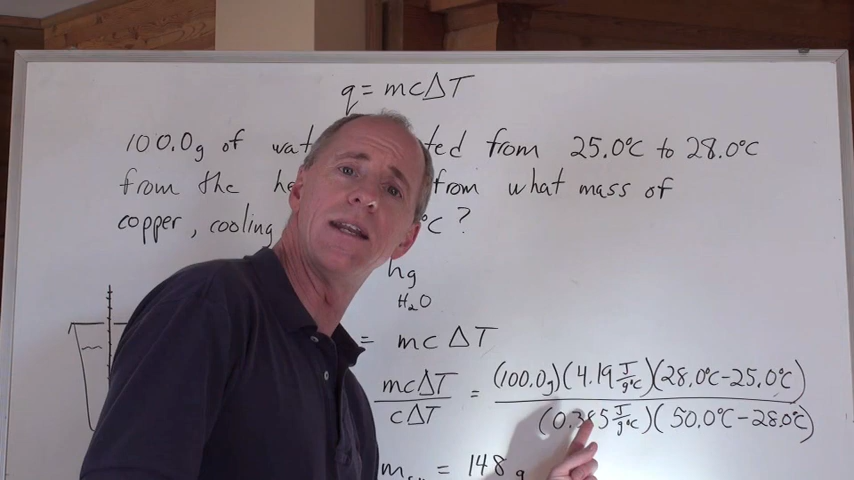 q = mcΔT
100.0g of wat ted from 25.0°C to 28.0°C
from the he from what mass of
copper, cooling °C ?
hg
H₂O
= mcΔT
mcΔT / cΔT = (100.0g)(4.19 J/g°C)(28.0°C-25.0°C) / (0.385 J/g°C)(50.0°C-28.0°C)
m = 148 g